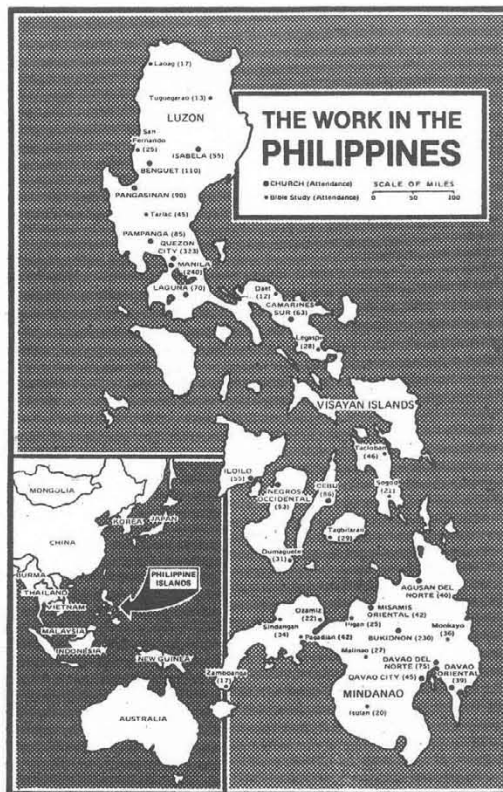 THE WORK IN THE
PHILIPPINES
CHURCH (Attendance)
Bible Study (Attendance)
SCALE OF MILES
0 50 100
Laoag (17)
Tuguegarao (13)
LUZON
San
Fernando
(25)
ISABELA (55)
BENGUET (110)
PANGASINAN (90)
Tarlac (45)
PAMPANGA (85)
QUEZON
CITY (323)
MANILA
(240)
LAGUNA (70)
Daet
(12)
CAMARINES
SUR (63)
Legaspi
(28)
VISAYAN ISLANDS
Tacloban
(46)
Sogod
(21)
ILOILO
(55)
NEGROS
OCCIDENTAL
(93)
CEBU
(86)
Tagbilaran
(29)
Dumaguete
(31)
AGUSAN DEL
NORTE (40)
MISAMIS
ORIENTAL (42)
Ozamiz
(22)
Iligan
(25)
Sindangan
(34)
Pagadian (42)
BUKIDNON (230)
Monkayo
(36)
Malinao (27)
DAVAO DEL
NORTE (75)
DAVAO
ORIENTAL
(39)
DAVAO CITY (45)
Zamboanga
(17)
MINDANAO
Isulan (20)
MONGOLIA
KOREA
JAPAN
CHINA
BURMA
THAILAND
VIETNAM
PHILIPPINE
ISLANDS
MALAYSIA
INDONESIA
NEW GUINEA
AUSTRALIA